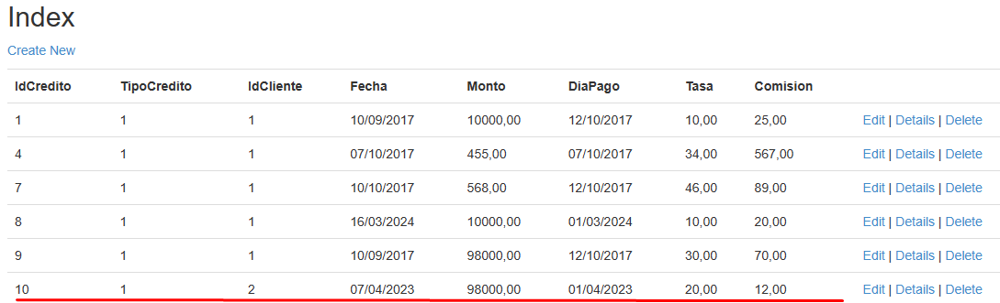 Index
Create New
IdCredito TipoCredito IdCliente Fecha Monto DiaPago Tasa Comision
1 1 1 10/09/2017 10000,00 12/10/2017 10,00 25,00 Edit | Details | Delete
4 1 1 07/10/2017 455,00 07/10/2017 34,00 567,00 Edit | Details | Delete
7 1 1 10/10/2017 568,00 12/10/2017 46,00 89,00 Edit | Details | Delete
8 1 1 16/03/2024 10000,00 01/03/2024 10,00 20,00 Edit | Details | Delete
9 1 1 10/09/2017 98000,00 12/10/2017 30,00 70,00 Edit | Details | Delete
10 1 2 07/04/2023 98000,00 01/04/2023 20,00 12,00 Edit | Details | Delete